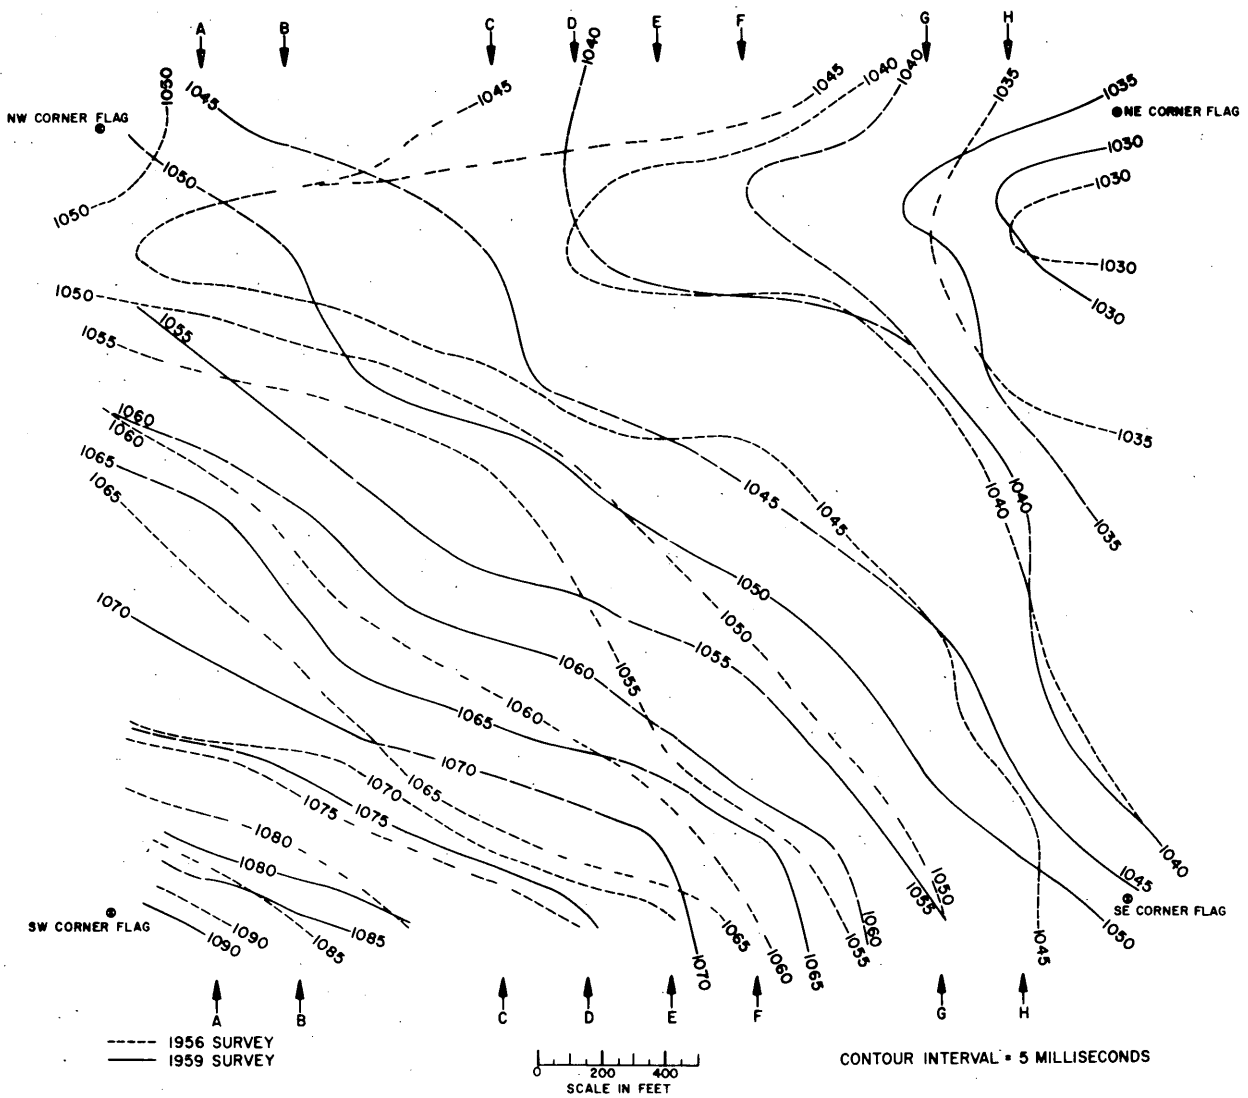 A
B
C
D
E
F
G
H
1050
1045
1045
1040
1045
1040
1040
1035
1035
NW CORNER FLAG
NE CORNER FLAG
1050
1030
1030
1050
1030
1050
1030
1055
1055
1060
1060
1035
1065
1065
1045
1045
1040
1040
1035
1070
1050
1050
1055
1055
1060
1060
1065
1070
1065
1070
1075
1075
1080
1080
1040
1045
1050
1055
SE CORNER FLAG
SW CORNER FLAG
1085
1085
1090
1090
1065
1060
1055
1050
1045
1060
1065
1070
A
B
C
D
E
F
G
H
1956 SURVEY
1959 SURVEY
0 200 400
SCALE IN FEET
CONTOUR INTERVAL = 5 MILLISECONDS